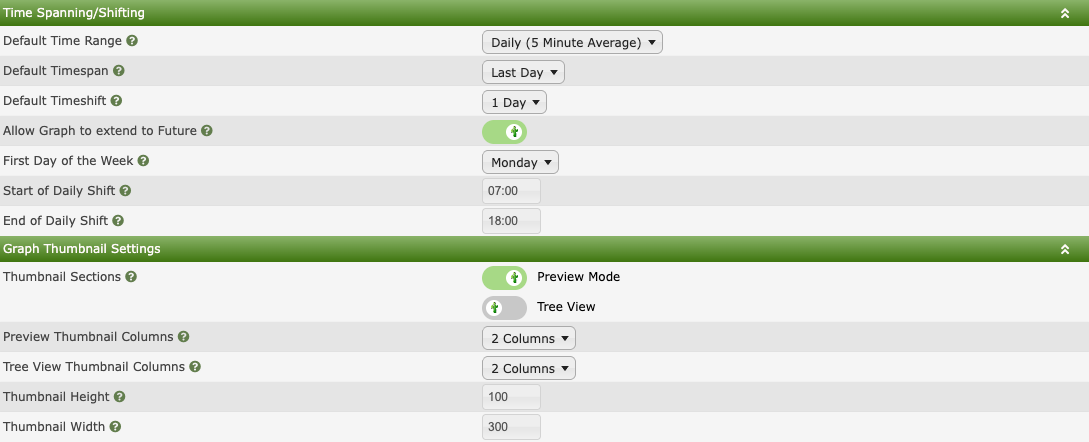 Time Spanning/Shifting
Default Time Range ? Daily (5 Minute Average)
Default Timespan ? Last Day
Default Timeshift ? 1 Day
Allow Graph to extend to Future ?
First Day of the Week ? Monday
Start of Daily Shift ? 07:00
End of Daily Shift ? 18:00
Graph Thumbnail Settings
Thumbnail Sections ? Preview Mode
Tree View
Preview Thumbnail Columns ? 2 Columns
Tree View Thumbnail Columns ? 2 Columns
Thumbnail Height ? 100
Thumbnail Width ? 300